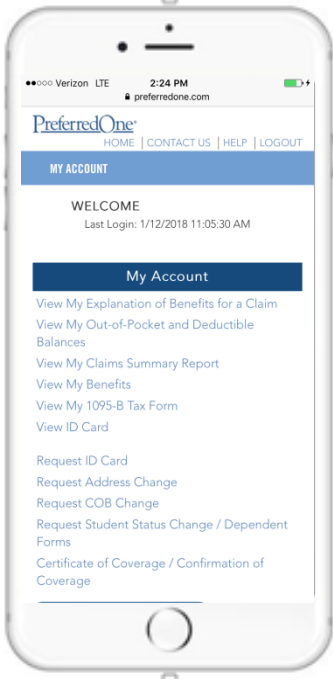 Verizon LTE 2:24 PM
preferredone.com
PreferredOne®
HOME | CONTACT US | HELP | LOGOUT
MY ACCOUNT
WELCOME
Last Login: 1/12/2018 11:05:30 AM
My Account
View My Explanation of Benefits for a Claim
View My Out-of-Pocket and Deductible
Balances
View My Claims Summary Report
View My Benefits
View My 1095-B Tax Form
View ID Card
Request ID Card
Request Address Change
Request COB Change
Request Student Status Change / Dependent
Forms
Certificate of Coverage / Confirmation of
Coverage